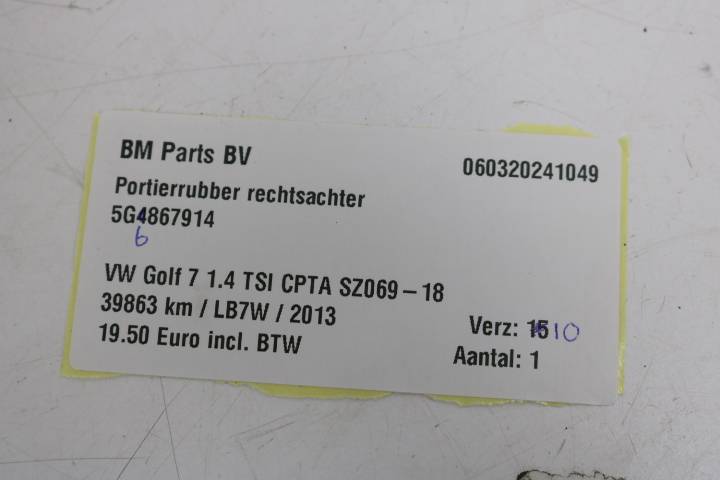 BM Parts BV
060320241049
Portierrubber rechtsachter
5G4867914
6
VW Golf 7 1.4 TSI CPTA SZ069-18
39863 km / LB7W / 2013
19.50 Euro incl. BTW
Verz: 15 10
Aantal: 1